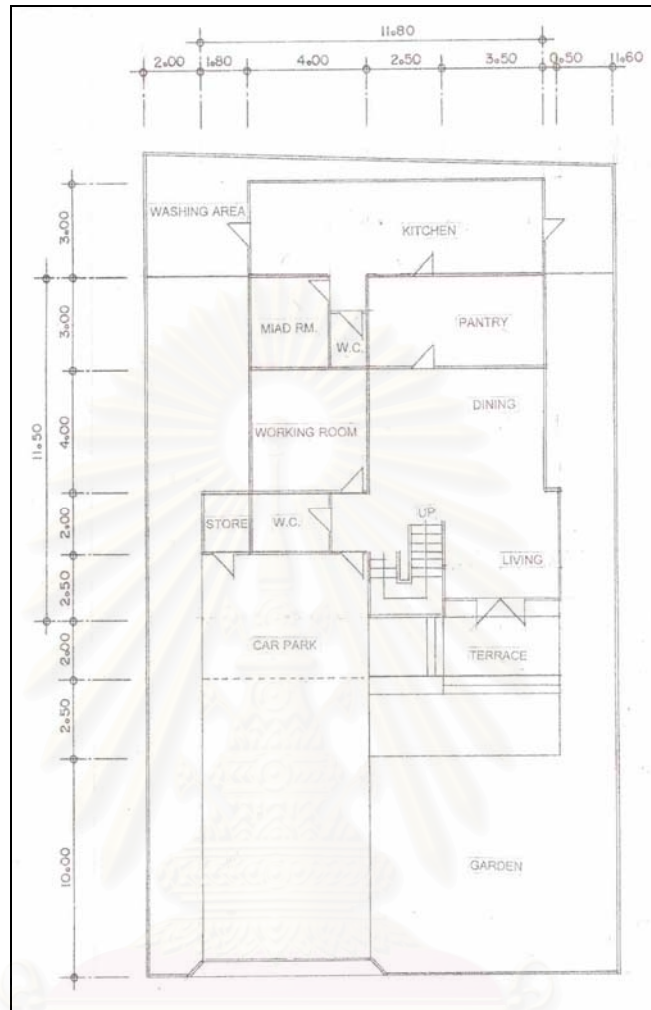 11.80
2.00 1.80 4.00 2.50 3.50 0.50 1.60
3.00
WASHING AREA
KITCHEN
3.00
MIAD RM.
W.C.
PANTRY
11.50
4.00
DINING
WORKING ROOM
2.00
STORE
W.C.
UP
2.50
LIVING
2.00
CAR PARK
TERRACE
2.50
10.00
GARDEN